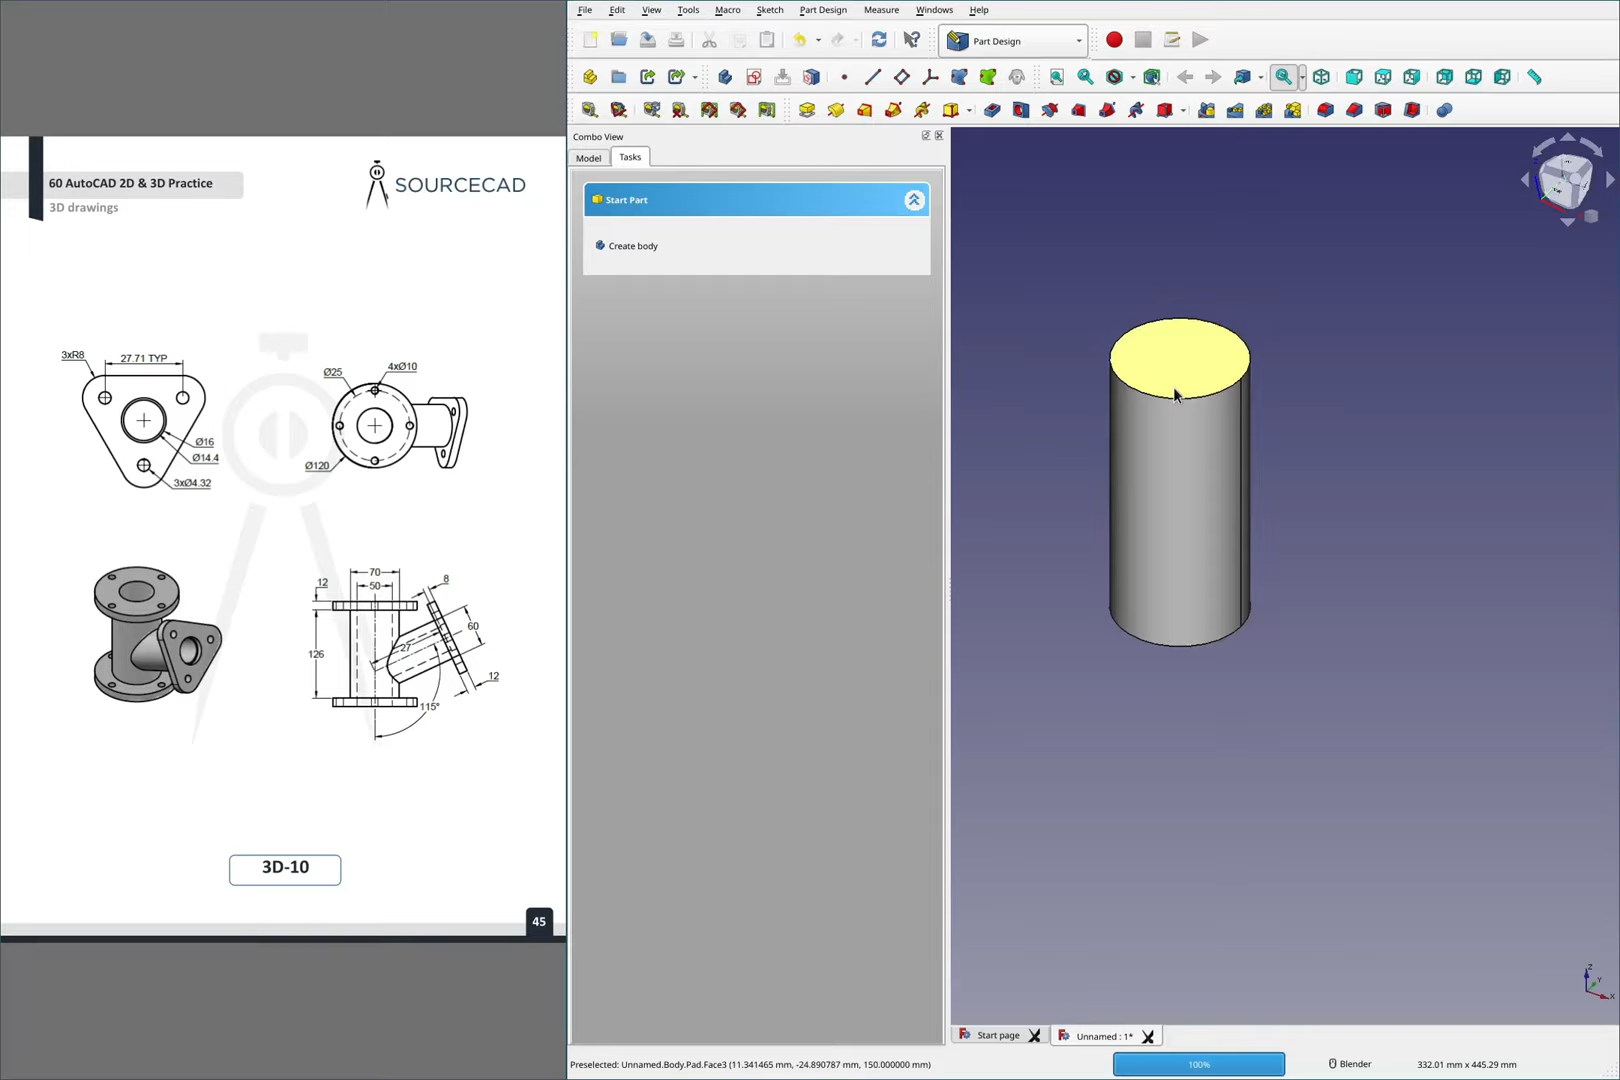 File Edit View Tools Macro Sketch Part Design Measure Windows Help
Part Design
Combo View
Model Tasks
Start Part
Create body
60 AutoCAD 2D & 3D Practice
3D drawings
SOURCECAD
3xR8
27.71 TYP
Ø16
Ø14.4
3xØ4.32
Ø25
4xØ10
Ø120
12
70
50
8
60
27
126
12
115°
3D-10
45
Z
Y
X
Start page Unnamed : 1*
Preselected: Unnamed.Body.Pad.Face3 (11.341465 mm, -24.890787 mm, 150.000000 mm) 100% Blender 332.01 mm x 445.29 mm